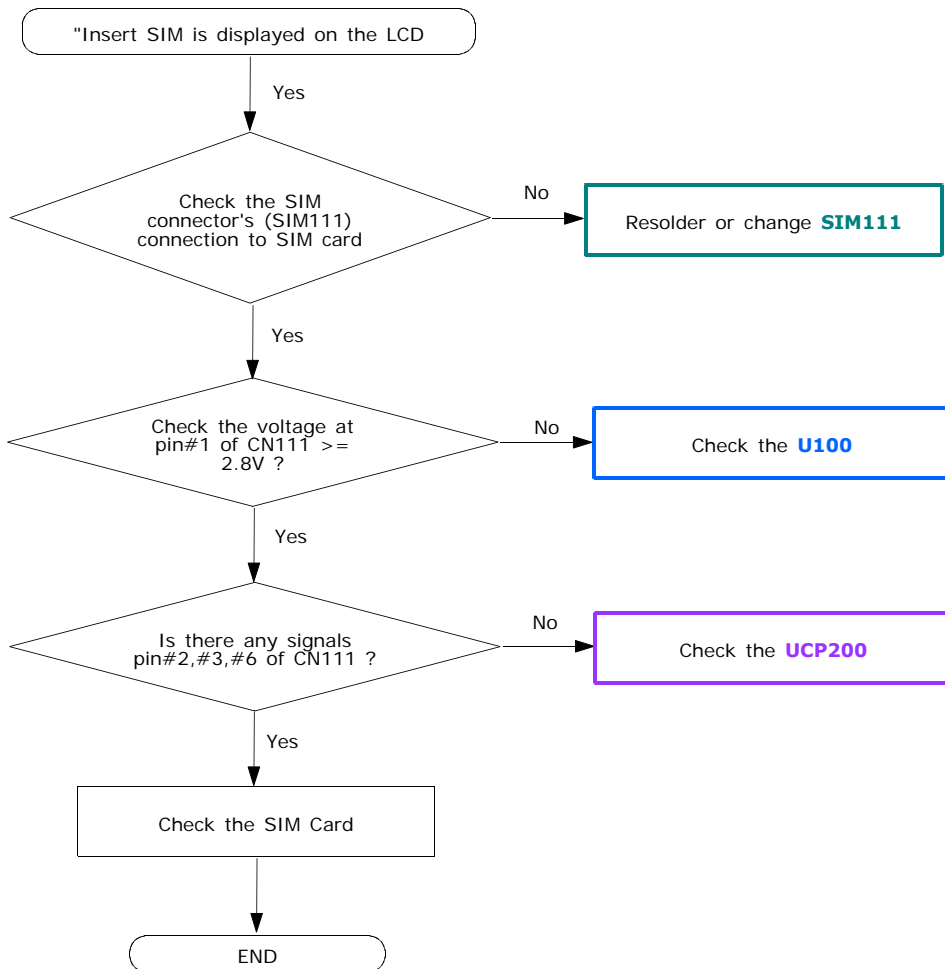 "Insert SIM is displayed on the LCD
Yes
Check the SIM
connector's (SIM111)
connection to SIM card
No
Resolder or change SIM111
Yes
Check the voltage at
pin#1 of CN111 >=
2.8V ?
No
Check the U100
Yes
Is there any signals
pin#2,#3,#6 of CN111 ?
No
Check the UCP200
Yes
Check the SIM Card
END